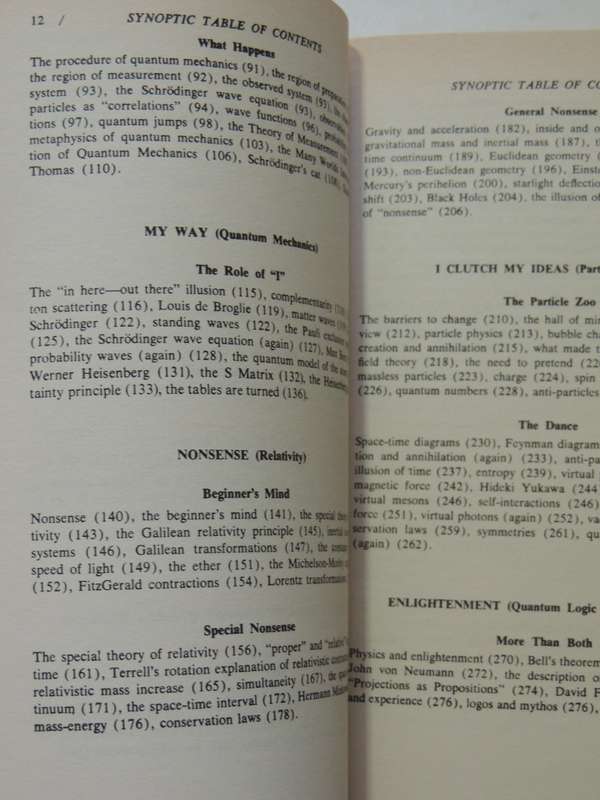 12 /
SYNOPTIC TABLE OF CONTENTS
What Happens
The procedure of quantum mechanics (91), the region of
the region of measurement (92), the observed system (93),
system (93), the Schrödinger wave equation (93),
particles as “correlations” (94), wave functions (96),
tions (97), quantum jumps (98), the Theory of Measurement
metaphysics of quantum mechanics (103), the Many Worlds
tion of Quantum Mechanics (106), Schrödinger's cat
Thomas (110).
MY WAY (Quantum Mechanics)
The Role of “I”
The “in here—out there” illusion (115), complementarity
ton scattering (116), Louis de Broglie (119), matter waves
Schrödinger (122), standing waves (122), the Pauli exclusion
(125), the Schrödinger wave equation (again) (127), Max
probability waves (again) (128), the quantum model of the
Werner Heisenberg (131), the S Matrix (132), the
tainty principle (133), the tables are turned (136).
NONSENSE (Relativity)
Beginner's Mind
Nonsense (140), the beginner's mind (141), the special
tivity (143), the Galilean relativity principle (145),
systems (146), Galilean transformations (147), the
speed of light (149), the ether (151), the Michelson-Morley
(152), FitzGerald contractions (154), Lorentz
Special Nonsense
The special theory of relativity (156), “proper” and “relative”
time (161), Terrell's rotation explanation of relativistic
relativistic mass increase (165), simultaneity (167), the
tinuum (171), the space-time interval (172), Hermann
mass-energy (176), conservation laws (178).
SYNOPTIC TABLE OF CO
General Nonsense
Gravity and acceleration (182), inside and o
gravitational mass and inertial mass (187), t
time continuum (189), Euclidean geometry (
(193), non-Euclidean geometry (196), Einst
Mercury's perihelion (200), starlight deflectio
shift (203), Black Holes (204), the illusion of
of “nonsense” (206).
I CLUTCH MY IDEAS (Part
The Particle Zoo
The barriers to change (210), the hall of mir
view (212), particle physics (213), bubble cha
creation and annihilation (215), what made t
field theory (218), the need to pretend (220
massless particles (223), charge (224), spin
(226), quantum numbers (228), anti-particles
The Dance
Space-time diagrams (230), Feynman diagram
tion and annihilation (again) (233), anti-pa
illusion of time (237), entropy (239), virtual p
magnetic force (242), Hideki Yukawa (244
virtual mesons (246), self-interactions (246)
force (251), virtual photons (again) (252), va
servation laws (259), symmetries (261), qu
(again) (262).
ENLIGHTENMENT (Quantum Logic
More Than Both
Physics and enlightenment (270), Bell's theorem
John von Neumann (272), the description o
“Projections as Propositions” (274), David F
and experience (276), logos and mythos (276),